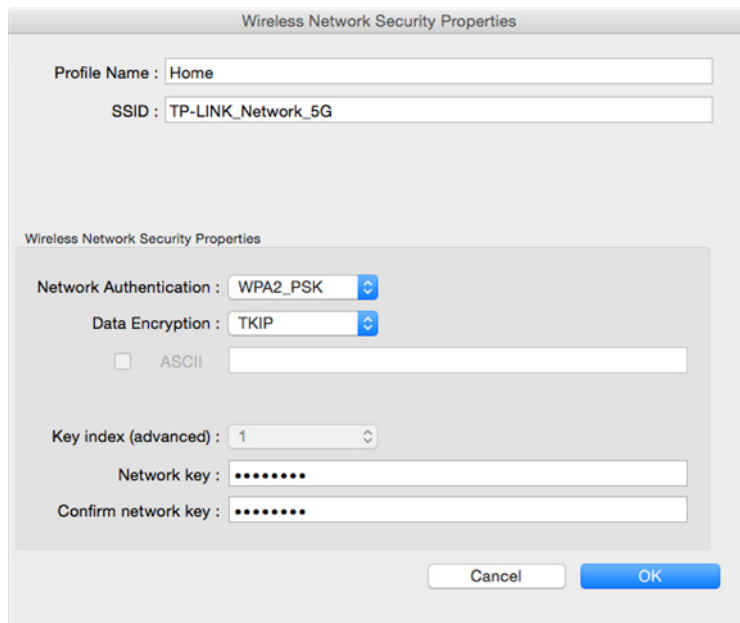 Wireless Network Security Properties
Profile Name : Home
SSID : TP-LINK_Network_5G
Wireless Network Security Properties
Network Authentication : WPA2_PSK
Data Encryption : TKIP
ASCII
Key index (advanced) : 1
Network key : ••••••••
Confirm network key : ••••••••
Cancel OK